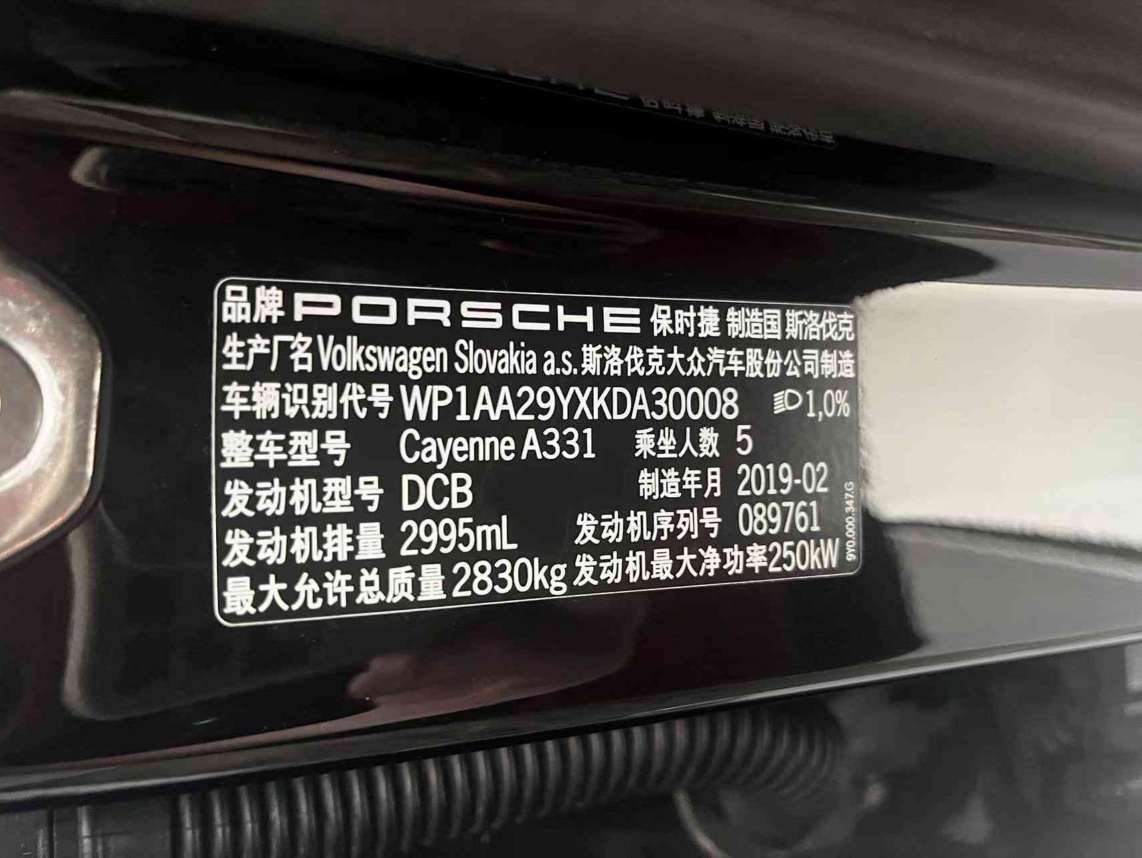 品牌 PORSCHE 保时捷 制造国 斯洛伐克
生产厂名 Volkswagen Slovakia a.s. 斯洛伐克大众汽车股份公司制造
车辆识别代号 WP1AA29YXKDA30008 1,0%
整车型号 Cayenne A331 乘坐人数 5
发动机型号 DCB 制造年月 2019-02
发动机排量 2995mL 发动机序列号 089761
最大允许总质量 2830kg 发动机最大净功率 250kW
9Y0.000.347.G